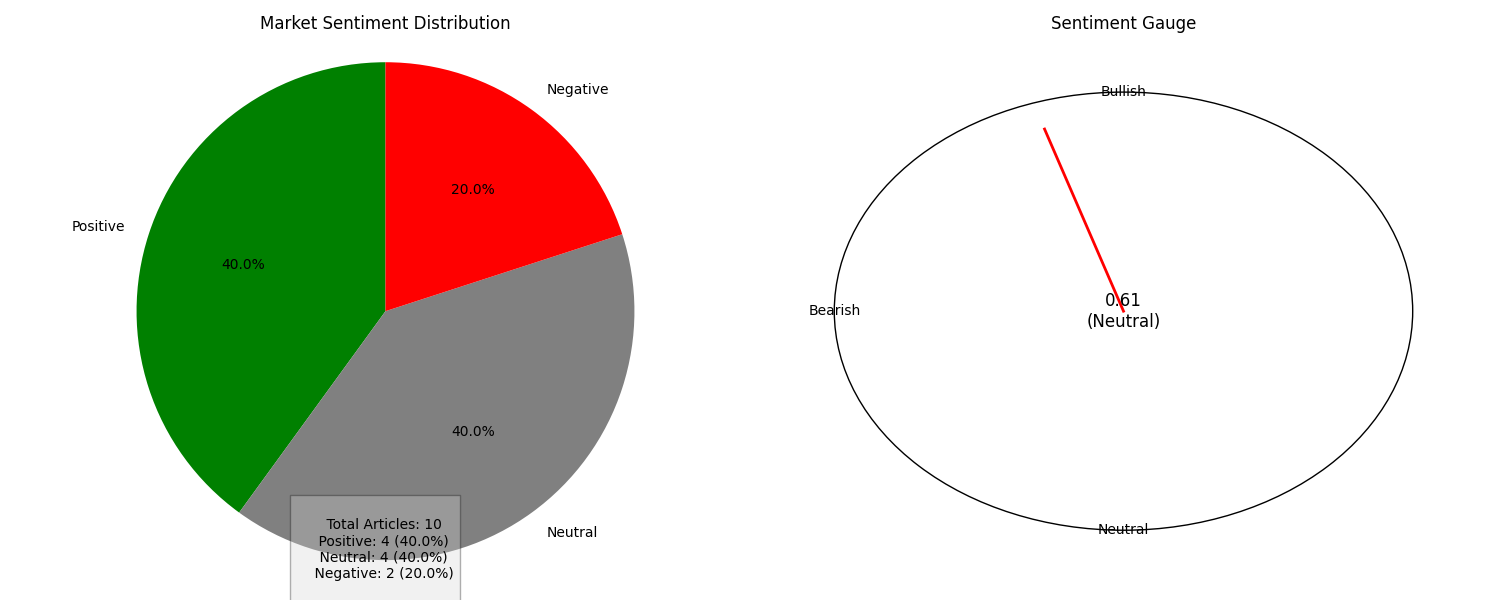 Market Sentiment Distribution
Negative
20.0%
Positive
40.0%
40.0%
Neutral
Total Articles: 10
Positive: 4 (40.0%)
Neutral: 4 (40.0%)
Negative: 2 (20.0%)
Sentiment Gauge
Bullish
Bearish
0.61
(Neutral)
Neutral